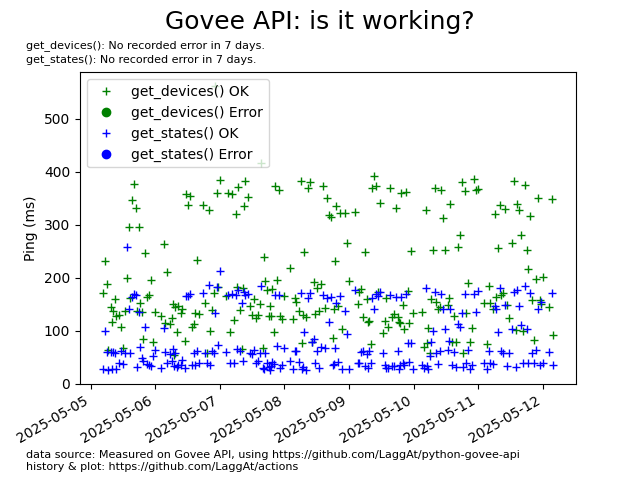 Govee API: is it working?
get_devices(): No recorded error in 7 days.
get_states(): No recorded error in 7 days.
get_devices() OK
get_devices() Error
get_states() OK
get_states() Error
Ping (ms)
500
400
300
200
100
0
2025-05-05
2025-05-06
2025-05-07
2025-05-08
2025-05-09
2025-05-10
2025-05-11
2025-05-12
data source: Measured on Govee API, using https://github.com/LaggAt/python-govee-api
history & plot: https://github.com/LaggAt/actions